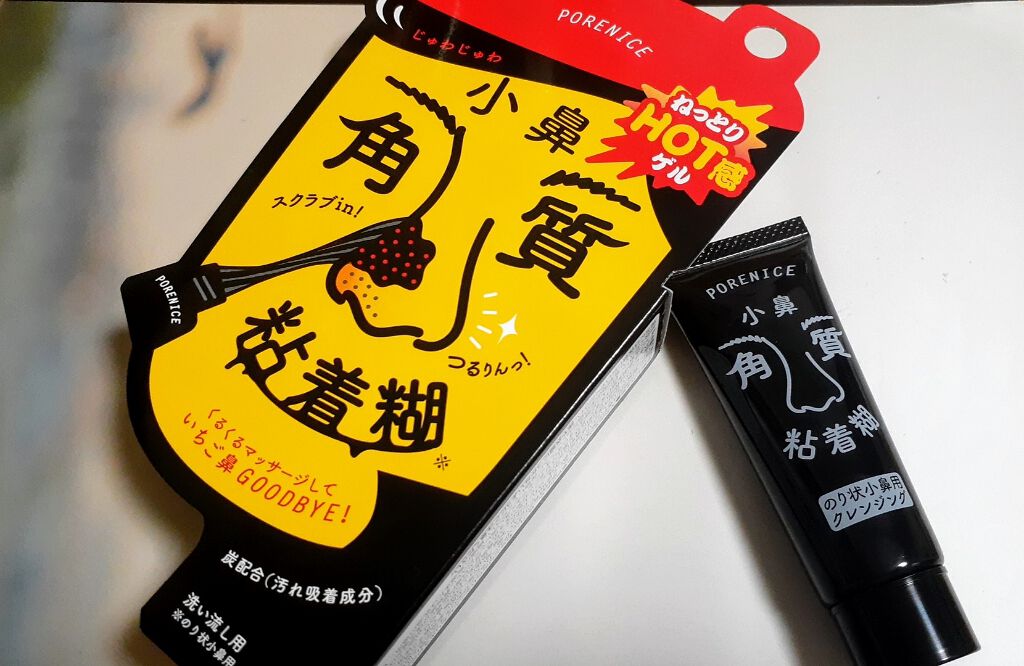 PORENICE
じゅわじゅわ
小鼻
角質
ねっとり
HOT感
ゲル
スクラブin!
PORENICE
粘着糊※
つるりんっ!
くるくるマッサージして
いちご鼻GOODBYE!
炭配合(汚れ吸着成分)
洗い流し用
※のり状小鼻用
PORENICE
小鼻
角質
粘着糊
のり状小鼻用
クレンジング